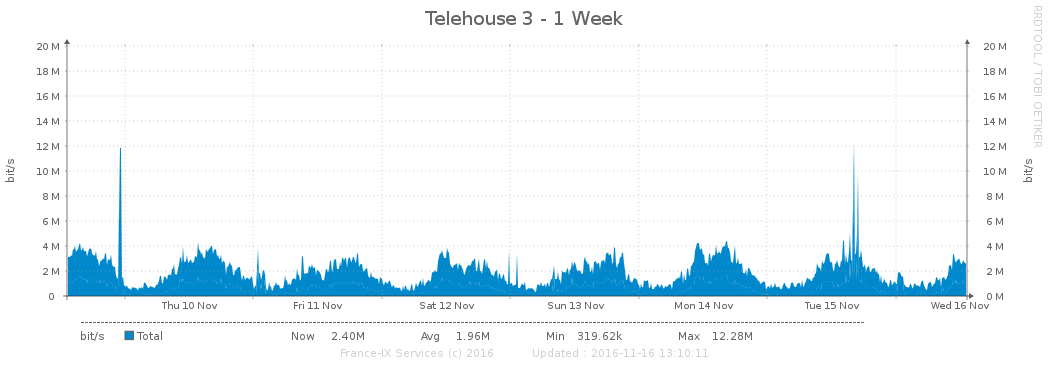 Telehouse 3 - 1 Week
RRDTOOL / TOBI OETIKER
20 M 20 M
18 M 18 M
16 M 16 M
14 M 14 M
12 M 12 M
10 M 10 M
8 M 8 M
6 M 6 M
4 M 4 M
2 M 2 M
0 0 M
bit/s
bit/s
Thu 10 Nov Fri 11 Nov Sat 12 Nov Sun 13 Nov Mon 14 Nov Tue 15 Nov Wed 16 Nov
bit/s Total Now 2.40M Avg 1.96M Min 319.62k Max 12.28M
France-IX Services (c) 2016 Updated : 2016-11-16 13:10:11